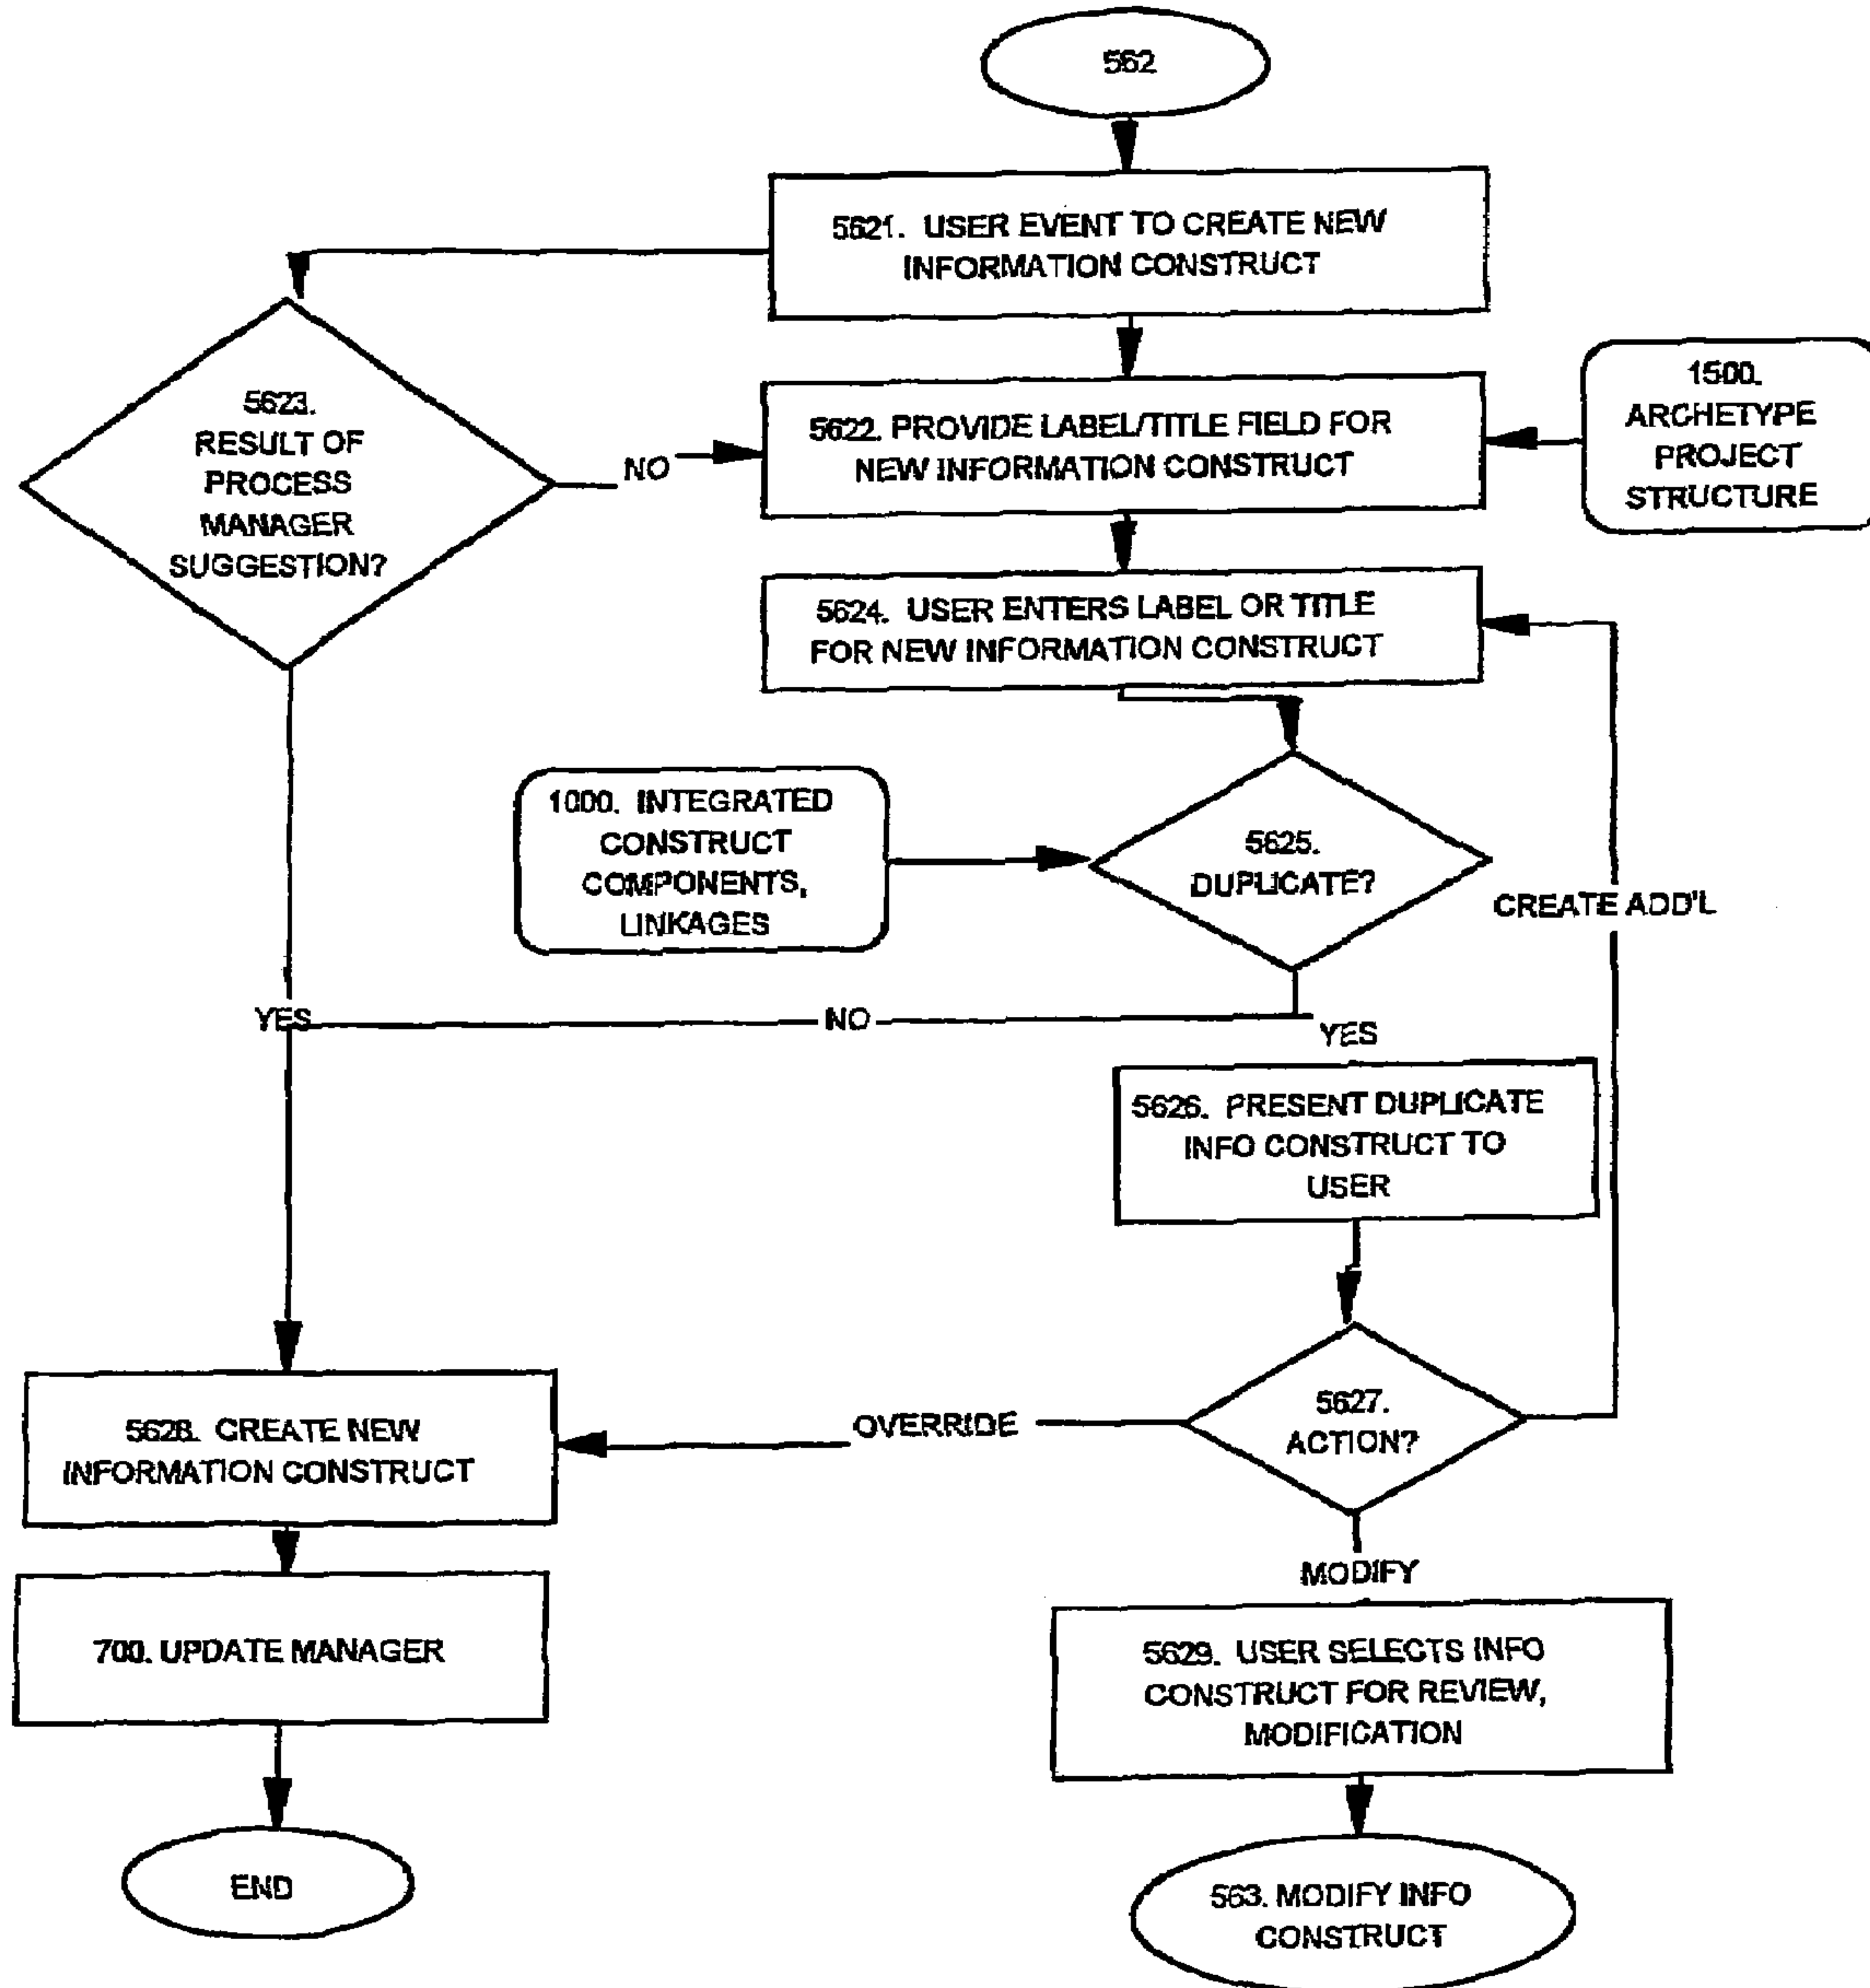 562
5621. USER EVENT TO CREATE NEW
INFORMATION CONSTRUCT
5623.
RESULT OF
PROCESS
MANAGER
SUGGESTION?
NO
5622. PROVIDE LABEL/TITLE FIELD FOR
NEW INFORMATION CONSTRUCT
1500.
ARCHETYPE
PROJECT
STRUCTURE
5624. USER ENTERS LABEL OR TITLE
FOR NEW INFORMATION CONSTRUCT
1000. INTEGRATED
CONSTRUCT
COMPONENTS,
LINKAGES
5625.
DUPLICATE?
CREATE ADD'L
YES
NO
YES
5626. PRESENT DUPLICATE
INFO CONSTRUCT TO
USER
5627.
ACTION?
OVERRIDE
5628. CREATE NEW
INFORMATION CONSTRUCT
MODIFY
700. UPDATE MANAGER
5629. USER SELECTS INFO
CONSTRUCT FOR REVIEW,
MODIFICATION
END
563. MODIFY INFO
CONSTRUCT